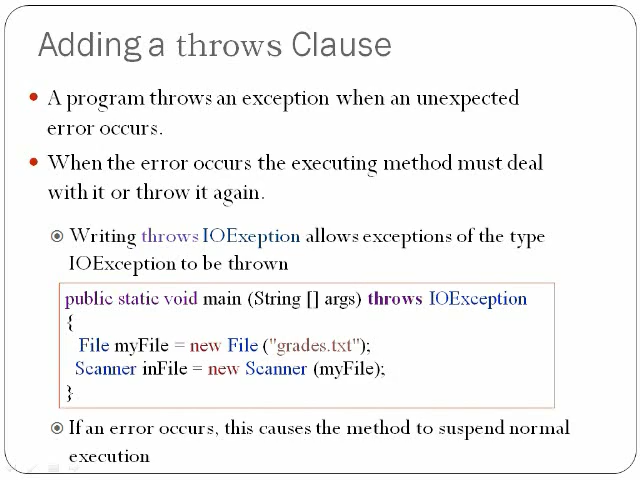 Adding a throws Clause
A program throws an exception when an unexpected
error occurs.
When the error occurs the executing method must deal
with it or throw it again.
Writing throws IOExeption allows exceptions of the type
IOException to be thrown
public static void main (String [] args) throws IOException
{
File myFile = new File ("grades.txt");
Scanner inFile = new Scanner (myFile);
}
If an error occurs, this causes the method to suspend normal
execution